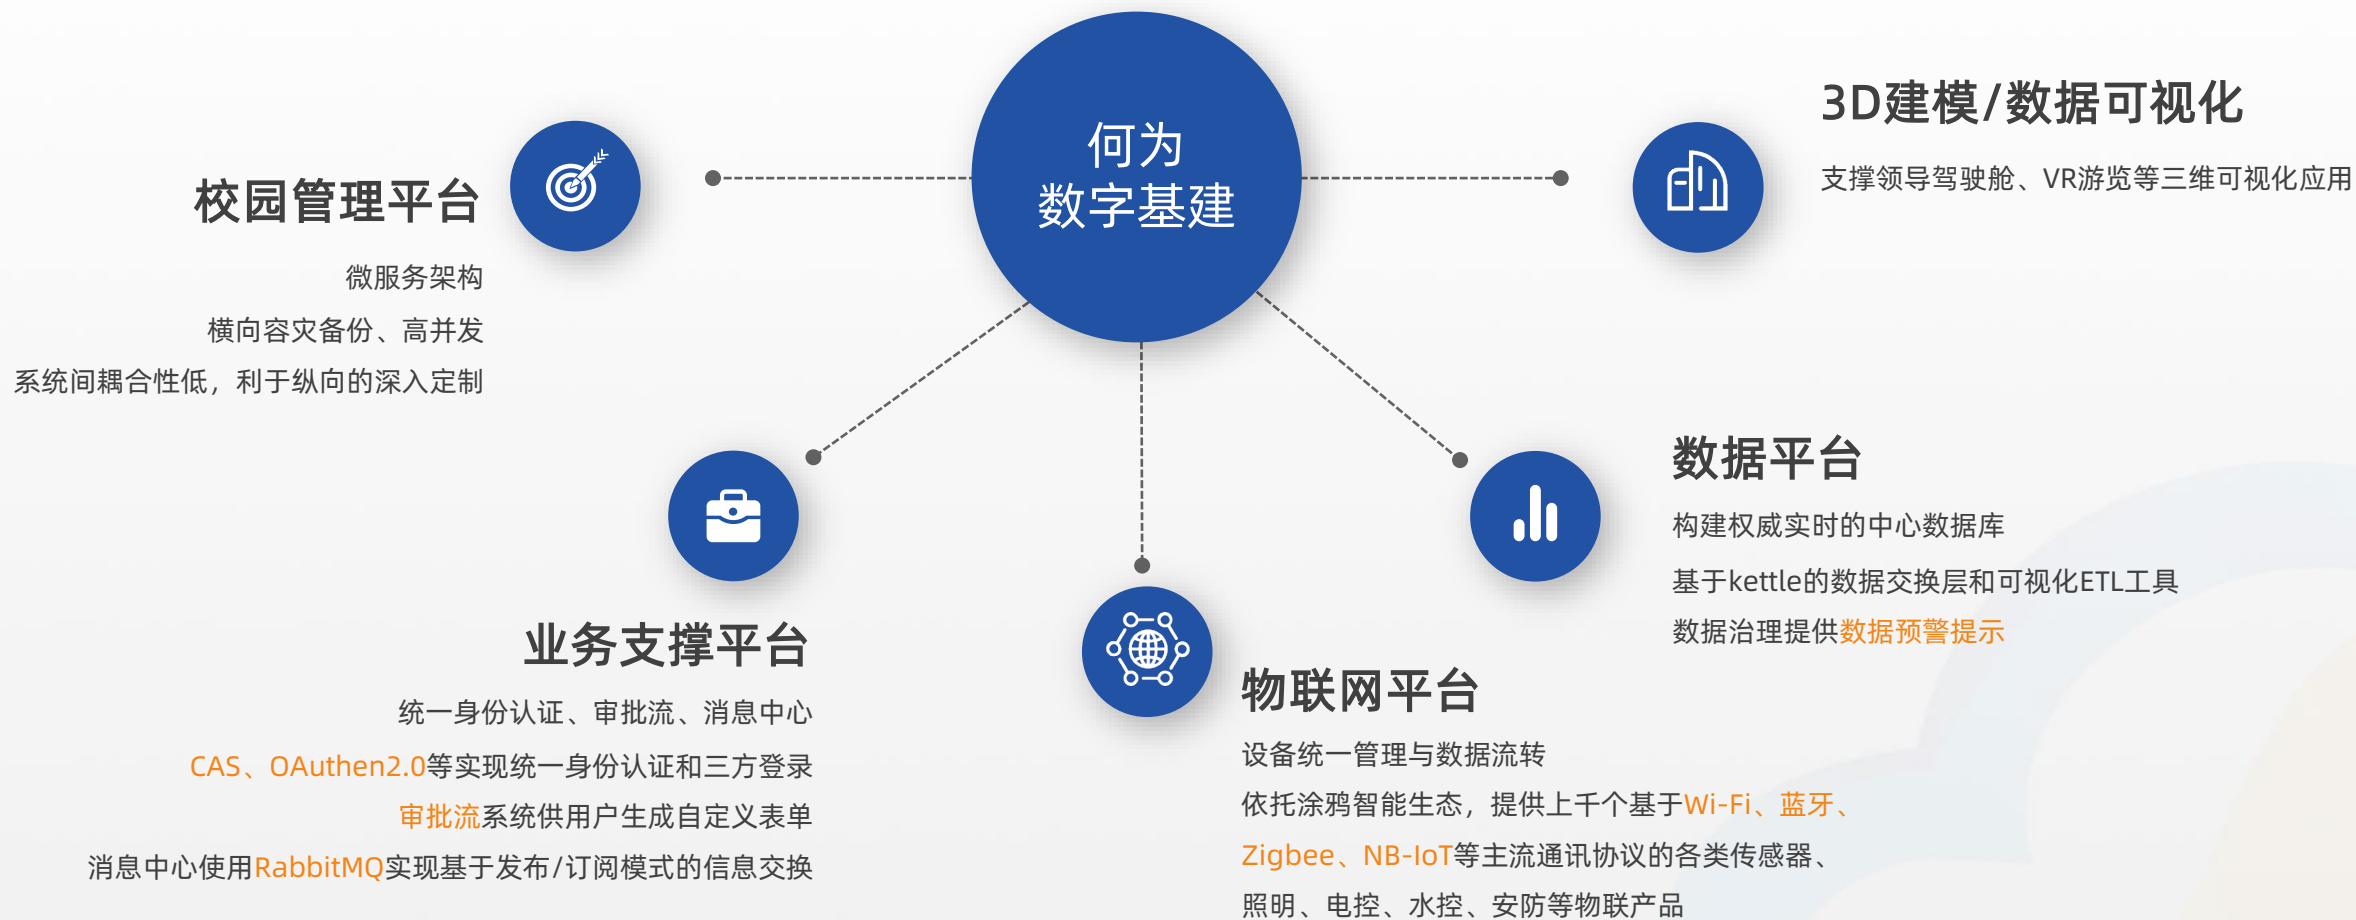 何为
数字基建
校园管理平台
微服务架构
横向容灾备份、高并发
系统间耦合性低，利于纵向的深入定制
3D建模/数据可视化
支撑领导驾驶舱、VR游览等三维可视化应用
业务支撑平台
统一身份认证、审批流、消息中心
CAS、OAuthen2.0等实现统一身份认证和三方登录
审批流系统供用户生成自定义表单
消息中心使用RabbitMQ实现基于发布/订阅模式的信息交换
物联网平台
设备统一管理与数据流转
依托涂鸦智能生态，提供上千个基于Wi-Fi、蓝牙、
Zigbee、NB-IoT等主流通讯协议的各类传感器、
照明、电控、水控、安防等物联产品
数据平台
构建权威实时的中心数据库
基于kettle的数据交换层和可视化ETL工具
数据治理提供数据预警提示